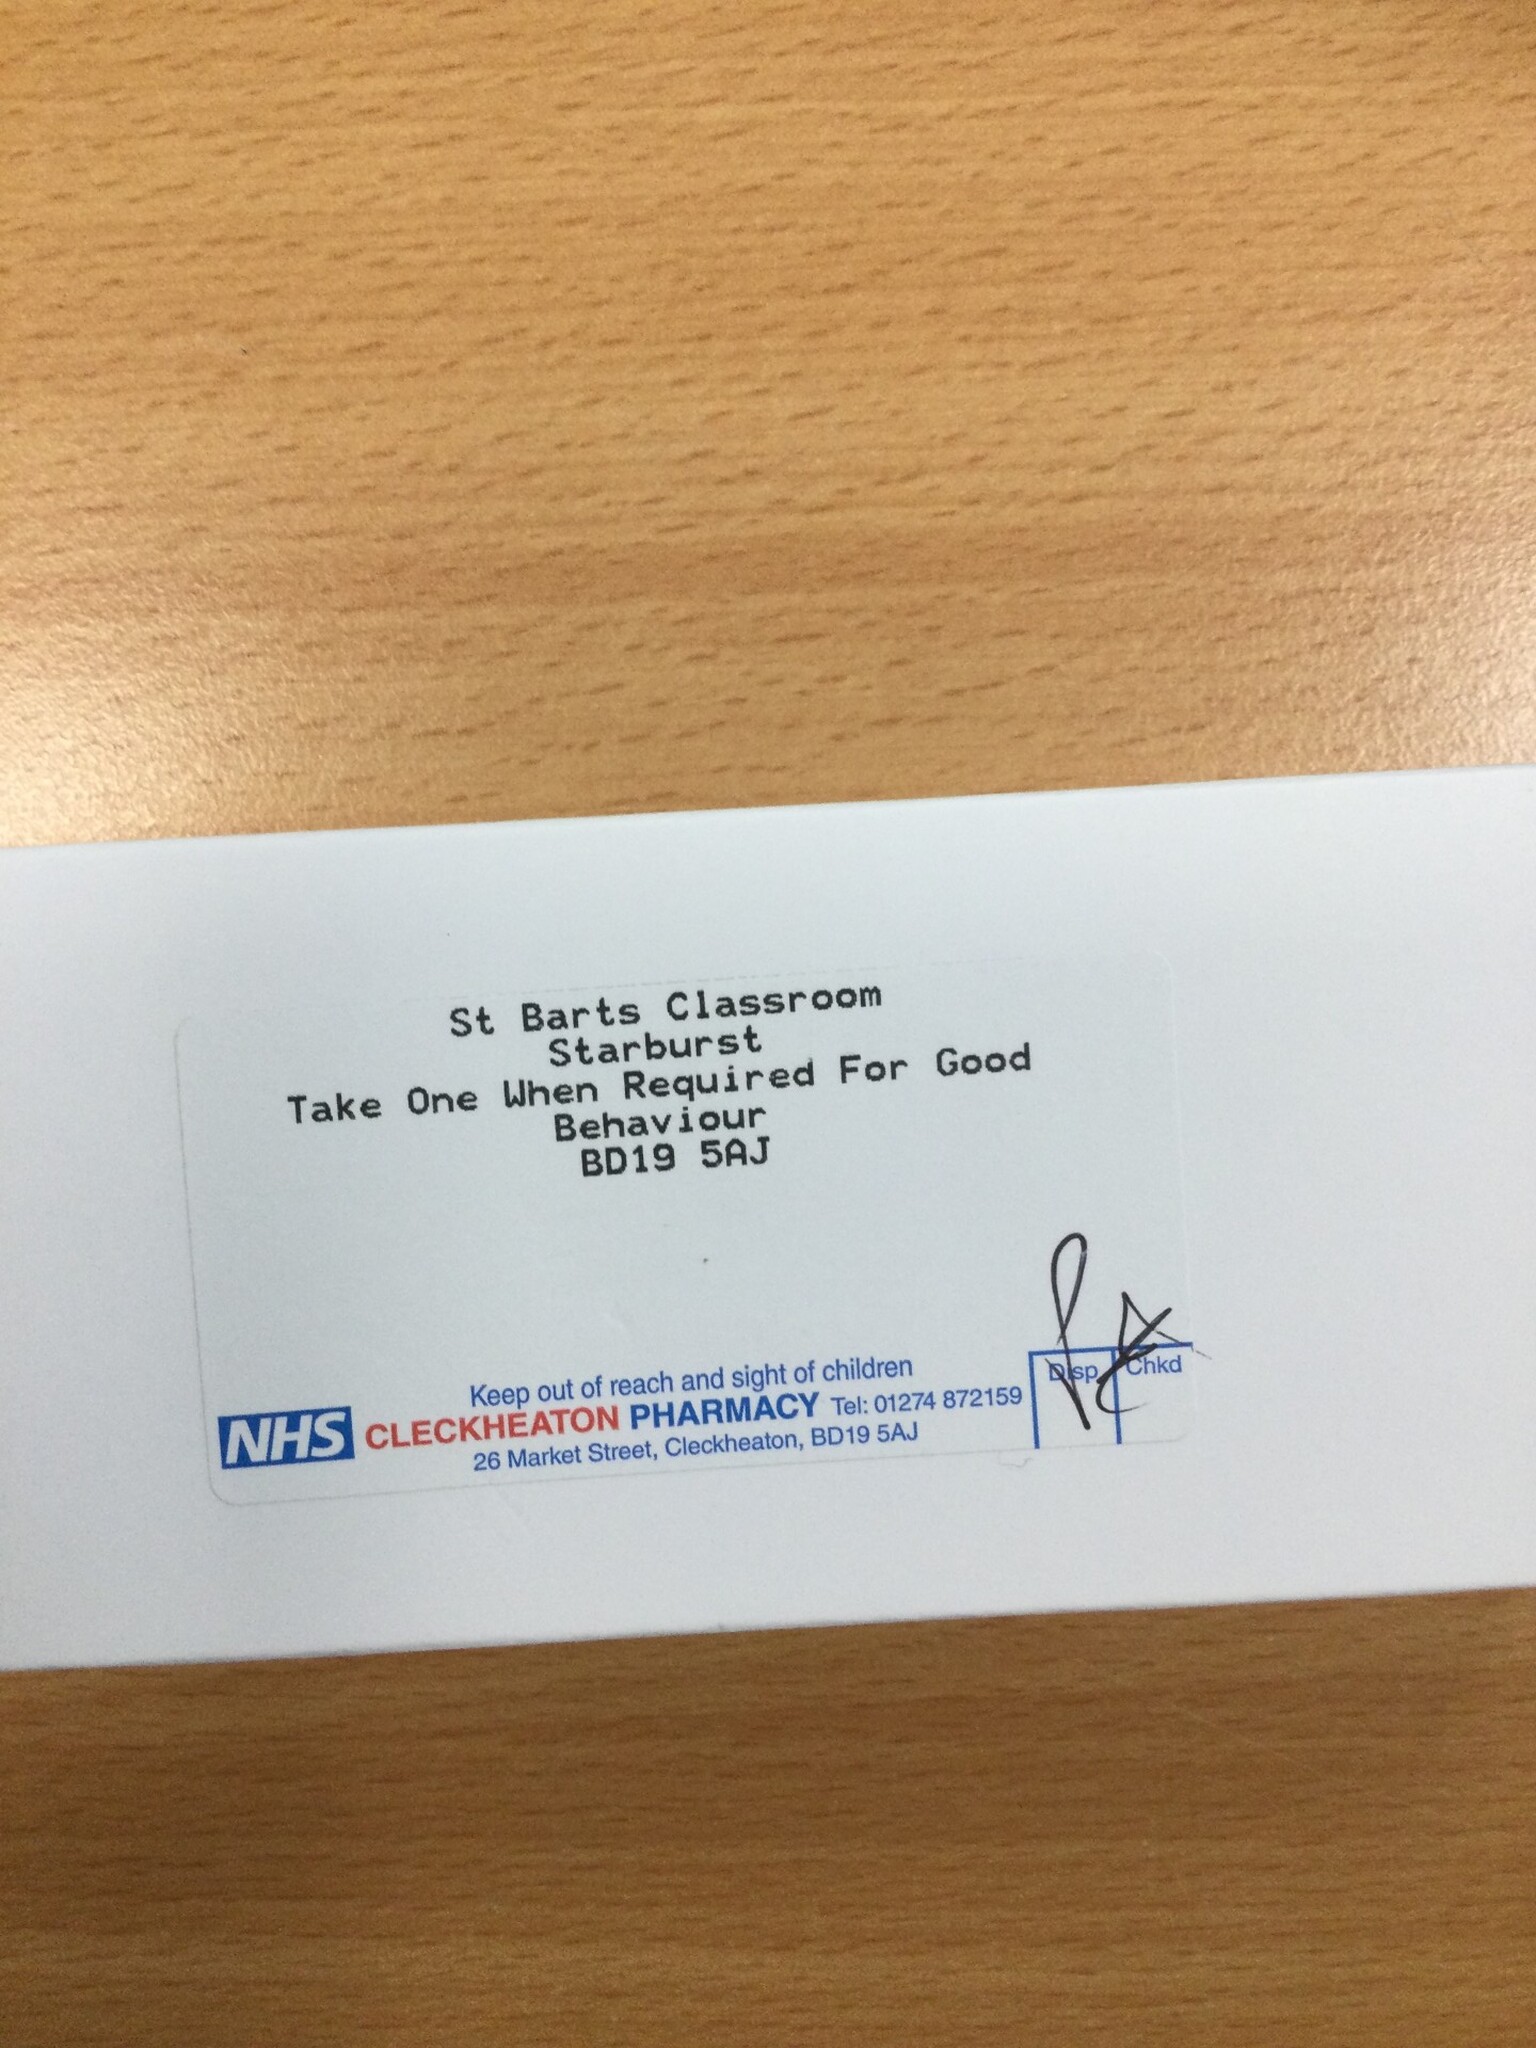 St Barts Classroom
Starburst
Take One When Required For Good
Behaviour
BD19 5AJ
Keep out of reach and sight of children
NHS CLECKHEATON PHARMACY Tel: 01274 872159
26 Market Street, Cleckheaton, BD19 5AJ
Disp Chkd